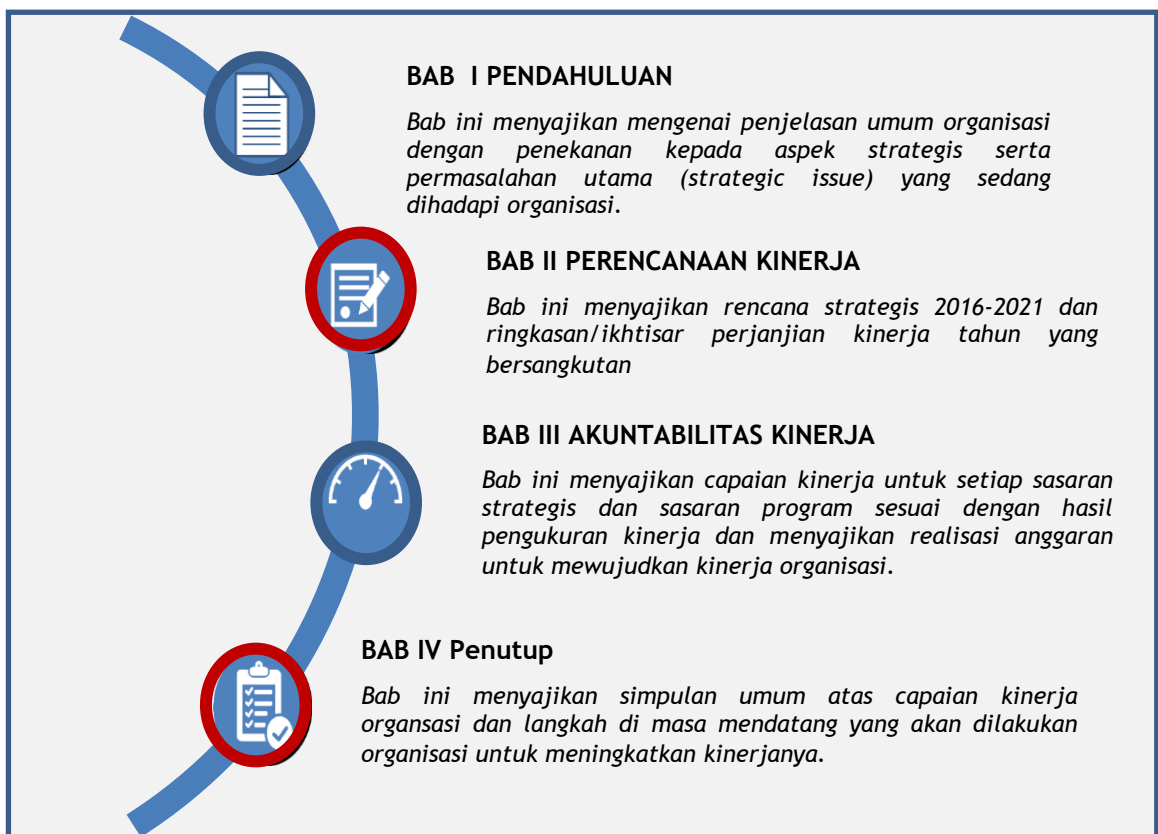 BAB I PENDAHULUAN
Bab ini menyajikan mengenai penjelasan umum organisasi
dengan penekanan kepada aspek strategis serta
permasalahan utama (strategic issue) yang sedang
dihadapi organisasi.
BAB II PERENCANAAN KINERJA
Bab ini menyajikan rencana strategis 2016-2021 dan
ringkasan/ikhtisar perjanjian kinerja tahun yang
bersangkutan
BAB III AKUNTABILITAS KINERJA
Bab ini menyajikan capaian kinerja untuk setiap sasaran
strategis dan sasaran program sesuai dengan hasil
pengukuran kinerja dan menyajikan realisasi anggaran
untuk mewujudkan kinerja organisasi.
BAB IV Penutup
Bab ini menyajikan simpulan umum atas capaian kinerja
organsasi dan langkah di masa mendatang yang akan dilakukan
organisasi untuk meningkatkan kinerjanya.